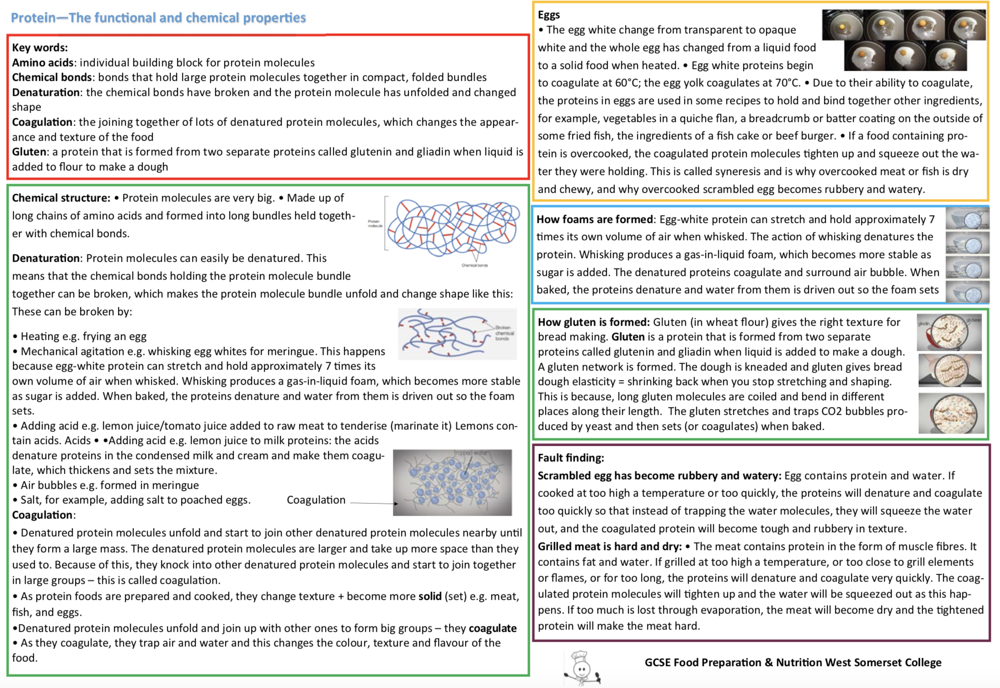 Protein—The functional and chemical properties
Key words:
Amino acids: individual building block for protein molecules
Chemical bonds: bonds that hold large protein molecules together in compact, folded bundles
Denaturation: the chemical bonds have broken and the protein molecule has unfolded and changed
shape
Coagulation: the joining together of lots of denatured protein molecules, which changes the appear-
ance and texture of the food
Gluten: a protein that is formed from two separate proteins called glutenin and gliadin when liquid is
added to flour to make a dough
Chemical structure: • Protein molecules are very big. • Made up of
long chains of amino acids and formed into long bundles held togeth-
er with chemical bonds.
Protein
molecule
Chemical bonds
Denaturation: Protein molecules can easily be denatured. This
means that the chemical bonds holding the protein molecule bundle
together can be broken, which makes the protein molecule bundle unfold and change shape like this:
These can be broken by:
Broken
chemical
bonds
• Heating e.g. frying an egg
• Mechanical agitation e.g. whisking egg whites for meringue. This happens
because egg-white protein can stretch and hold approximately 7 times its
own volume of air when whisked. Whisking produces a gas-in-liquid foam, which becomes more stable
as sugar is added. When baked, the proteins denature and water from them is driven out so the foam
sets.
• Adding acid e.g. lemon juice/tomato juice added to raw meat to tenderise (marinate it) Lemons con-
tain acids. Acids • •Adding acid e.g. lemon juice to milk proteins: the acids
denature proteins in the condensed milk and cream and make them coagu-
late, which thickens and sets the mixture.
• Air bubbles e.g. formed in meringue
• Salt, for example, adding salt to poached eggs.
Coagulation
trapped water
Coagulation:
• Denatured protein molecules unfold and start to join other denatured protein molecules nearby until
they form a large mass. The denatured protein molecules are larger and take up more space than they
used to. Because of this, they knock into other denatured protein molecules and start to join together
in large groups – this is called coagulation.
• As protein foods are prepared and cooked, they change texture + become more solid (set) e.g. meat,
fish, and eggs.
•Denatured protein molecules unfold and join up with other ones to form big groups – they coagulate
• As they coagulate, they trap air and water and this changes the colour, texture and flavour of the
food.
Eggs
• The egg white change from transparent to opaque
white and the whole egg has changed from a liquid food
to a solid food when heated. • Egg white proteins begin
to coagulate at 60°C; the egg yolk coagulates at 70°C. • Due to their ability to coagulate,
the proteins in eggs are used in some recipes to hold and bind together other ingredients,
for example, vegetables in a quiche flan, a breadcrumb or batter coating on the outside of
some fried fish, the ingredients of a fish cake or beef burger. • If a food containing pro-
tein is overcooked, the coagulated protein molecules tighten up and squeeze out the wa-
ter they were holding. This is called syneresis and is why overcooked meat or fish is dry
and chewy, and why overcooked scrambled egg becomes rubbery and watery.
How foams are formed: Egg-white protein can stretch and hold approximately 7
times its own volume of air when whisked. The action of whisking denatures the
protein. Whisking produces a gas-in-liquid foam, which becomes more stable as
sugar is added. The denatured proteins coagulate and surround air bubble. When
baked, the proteins denature and water from them is driven out so the foam sets
How gluten is formed: Gluten (in wheat flour) gives the right texture for
bread making. Gluten is a protein that is formed from two separate
proteins called glutenin and gliadin when liquid is added to make a dough.
A gluten network is formed. The dough is kneaded and gluten gives bread
dough elasticity = shrinking back when you stop stretching and shaping.
This is because, long gluten molecules are coiled and bend in different
places along their length.  The gluten stretches and traps CO2 bubbles pro-
duced by yeast and then sets (or coagulates) when baked.
gliadin
glutenin
Fault finding:
Scrambled egg has become rubbery and watery: Egg contains protein and water. If
cooked at too high a temperature or too quickly, the proteins will denature and coagulate
too quickly so that instead of trapping the water molecules, they will squeeze the water
out, and the coagulated protein will become tough and rubbery in texture.
Grilled meat is hard and dry: • The meat contains protein in the form of muscle fibres. It
contains fat and water. If grilled at too high a temperature, or too close to grill elements
or flames, or for too long, the proteins will denature and coagulate very quickly. The coag-
ulated protein molecules will tighten up and the water will be squeezed out as this hap-
pens. If too much is lost through evaporation, the meat will become dry and the tightened
protein will make the meat hard.
GCSE Food Preparation & Nutrition West Somerset College